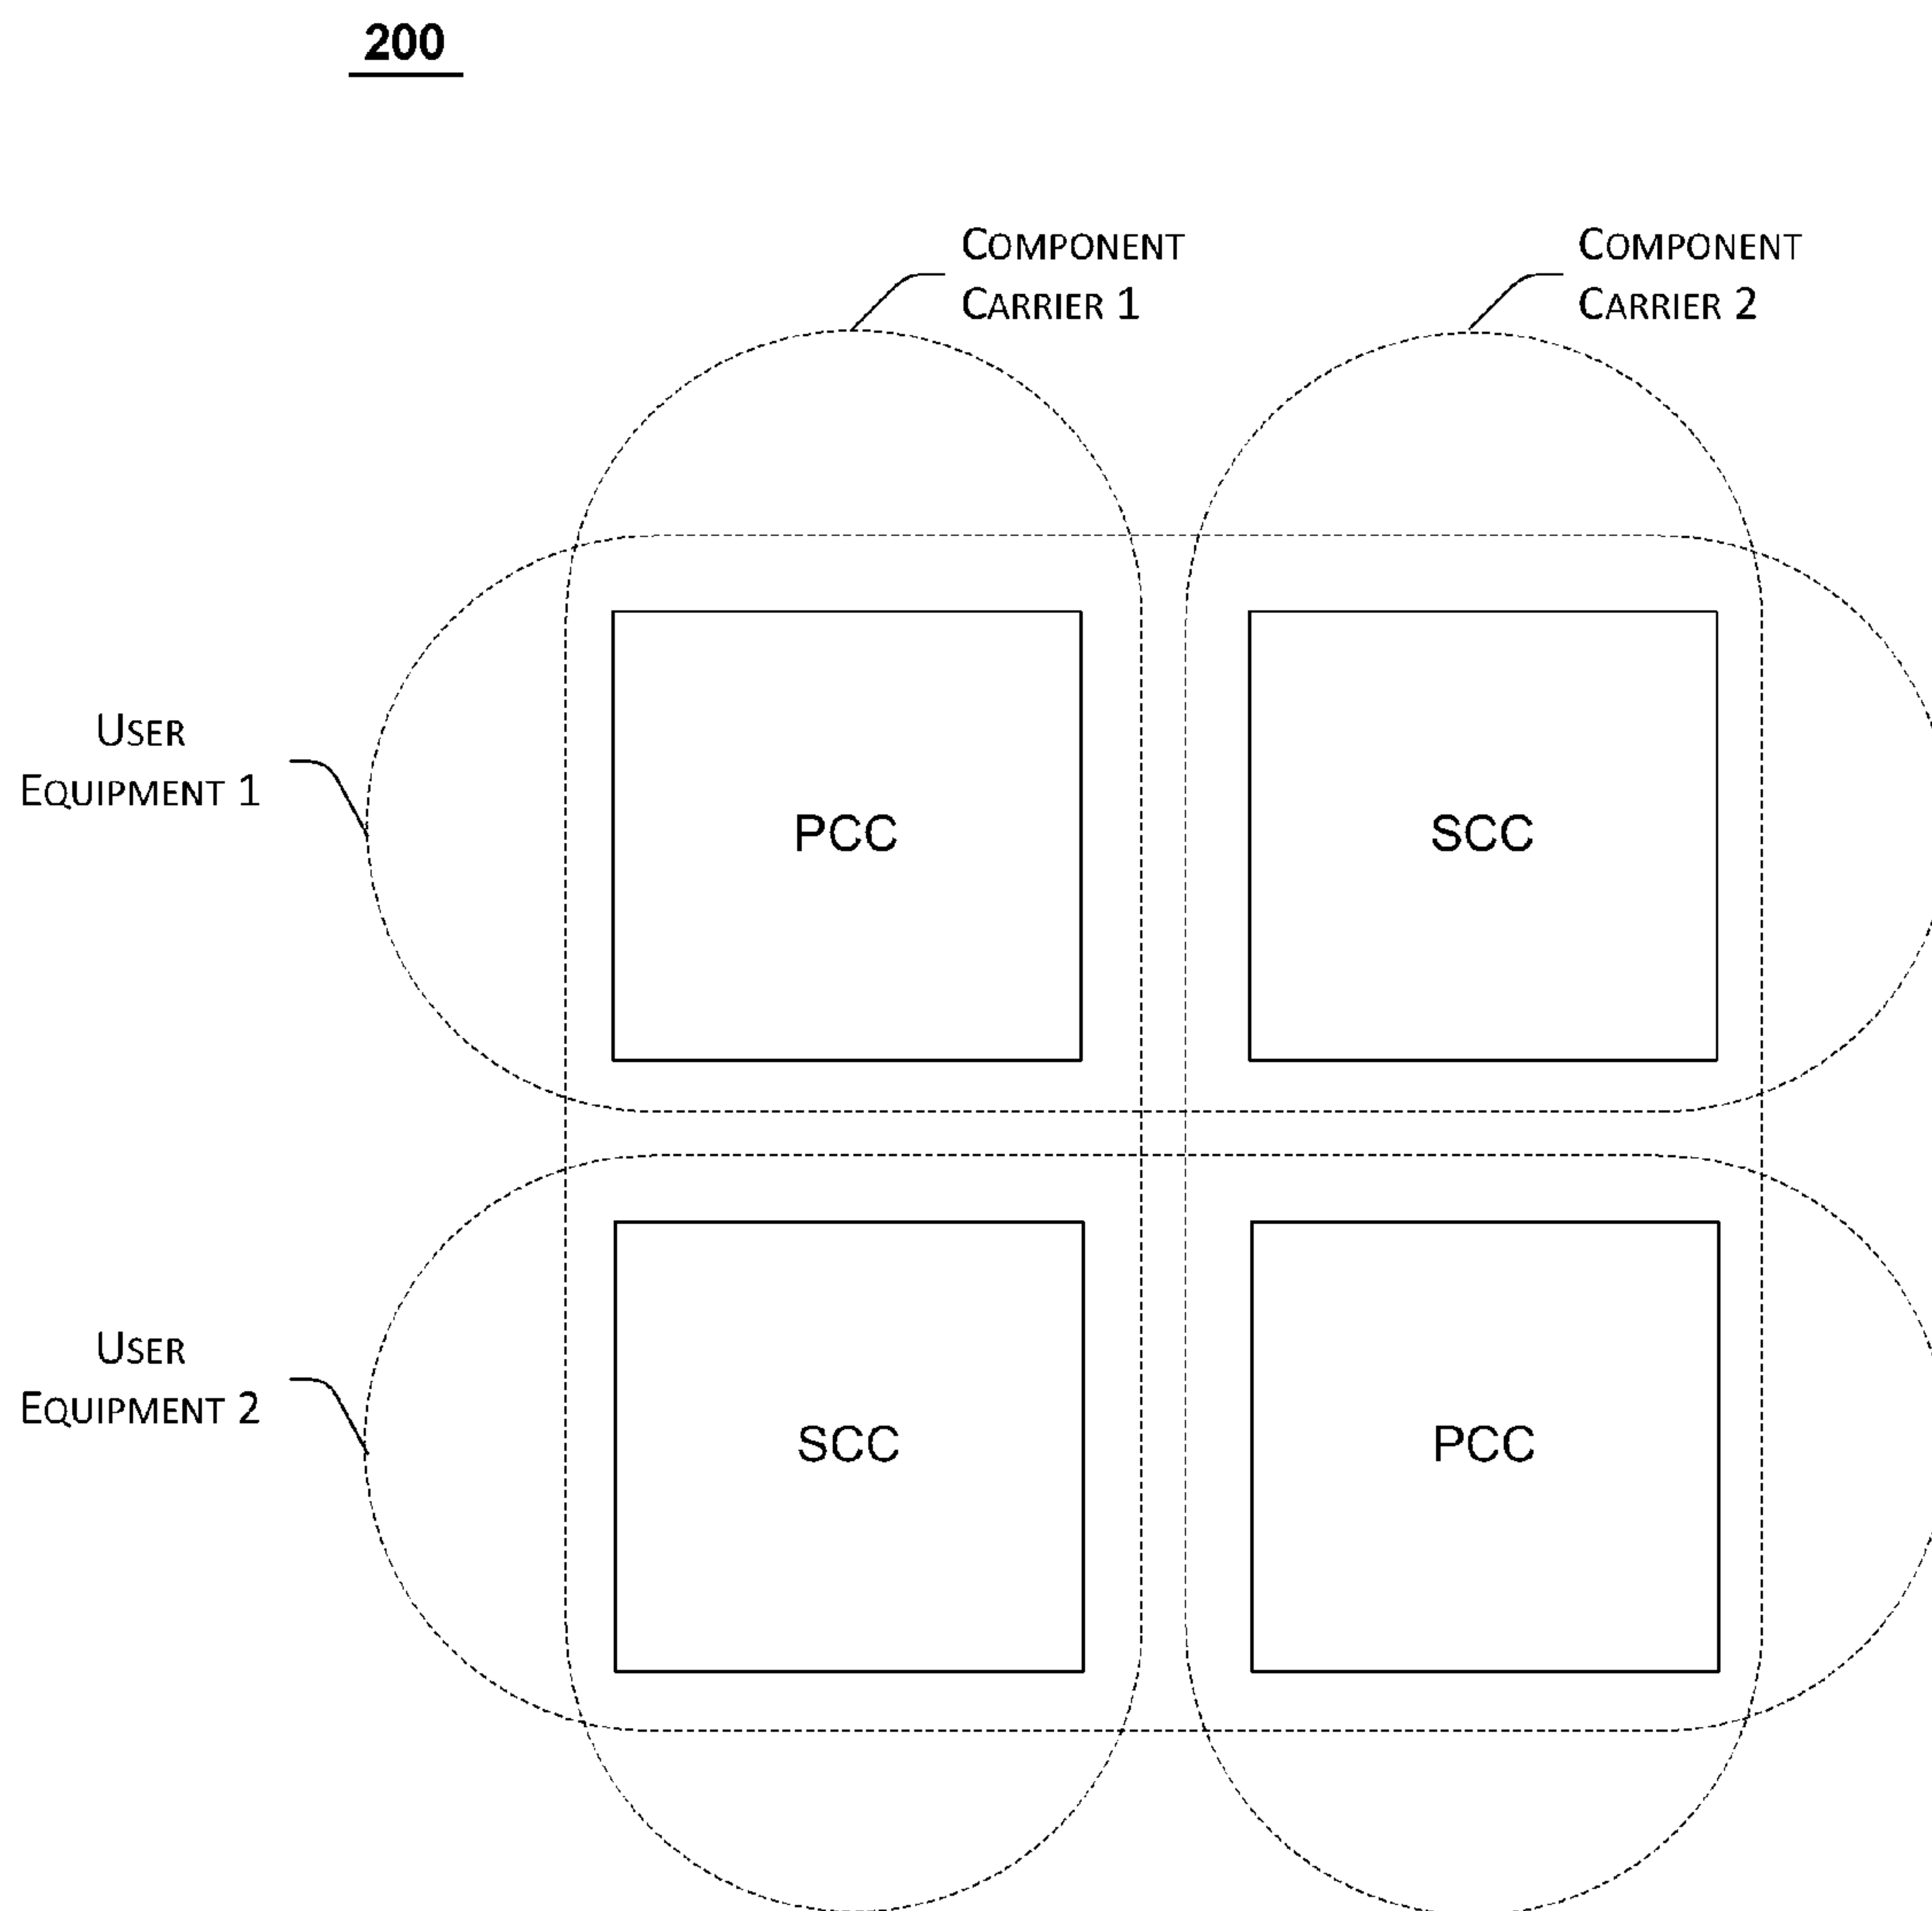 200
COMPONENT
CARRIER 1
COMPONENT
CARRIER 2
USER
EQUIPMENT 1
PCC
SCC
USER
EQUIPMENT 2
SCC
PCC